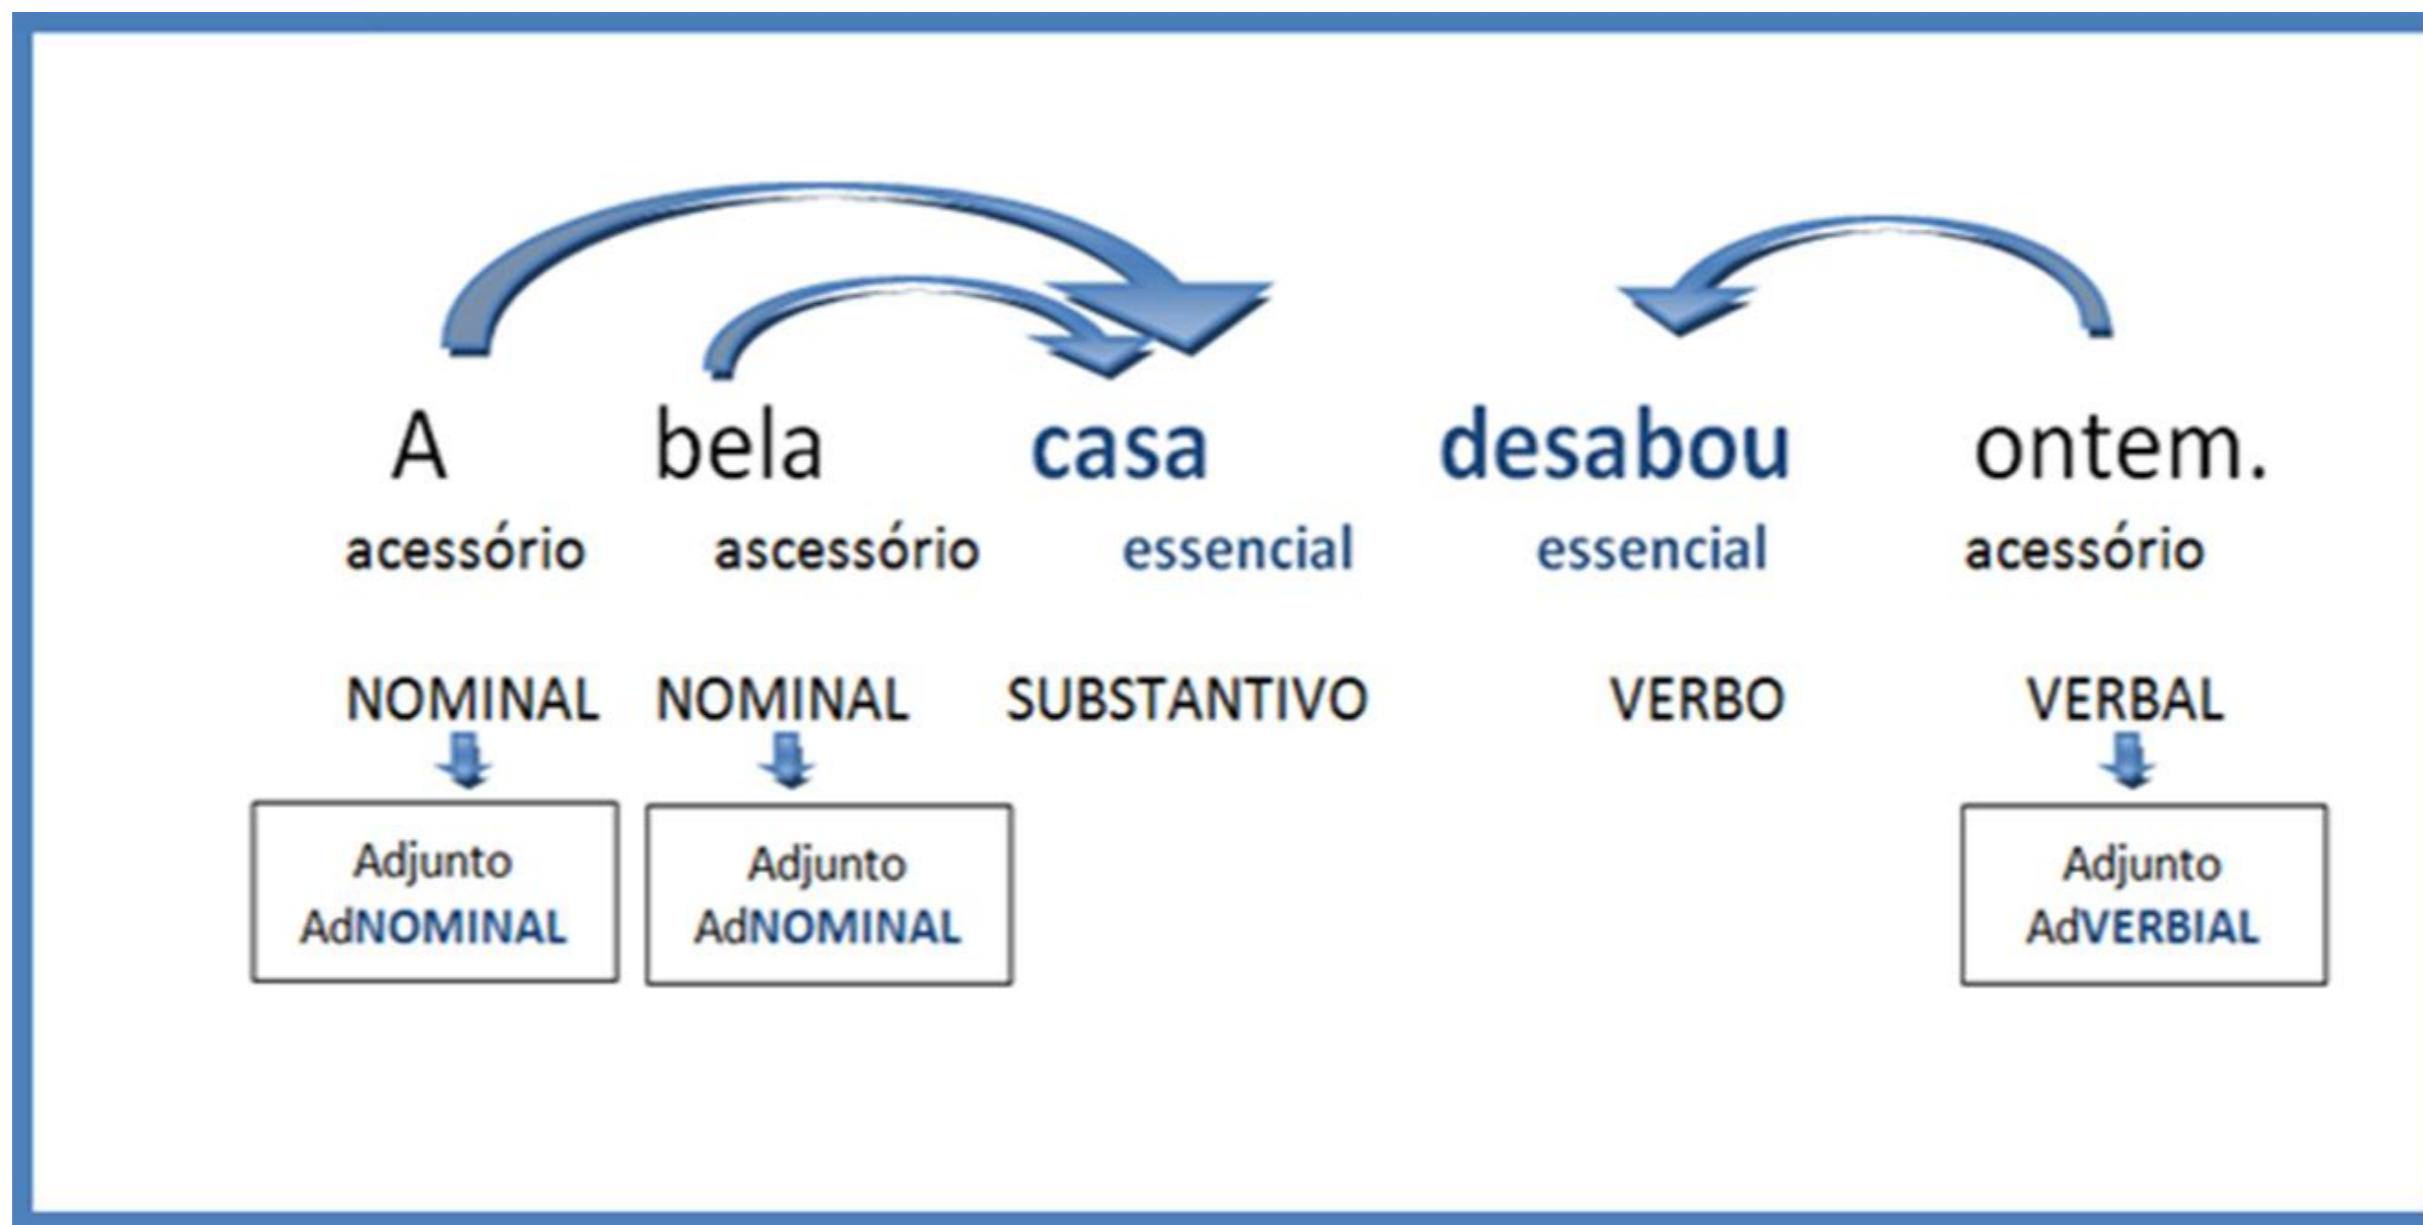 A bela casa desabou ontem.
acessório ascessório essencial essencial acessório
NOMINAL NOMINAL SUBSTANTIVO VERBO VERBAL
Adjunto
AdNOMINAL
Adjunto
AdNOMINAL
Adjunto
AdVERBIAL